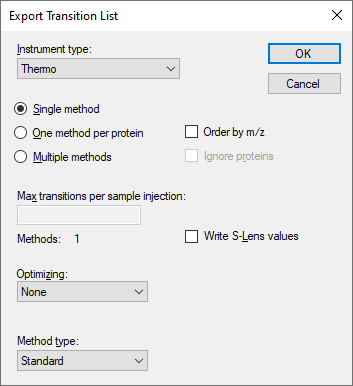 Export Transition List
Instrument type:
OK
Thermo
Cancel
Single method
One method per protein
Order by m/z
Multiple methods
Ignore proteins
Max transitions per sample injection:
Methods: 1
Write S-Lens values
Optimizing:
None
Method type:
Standard